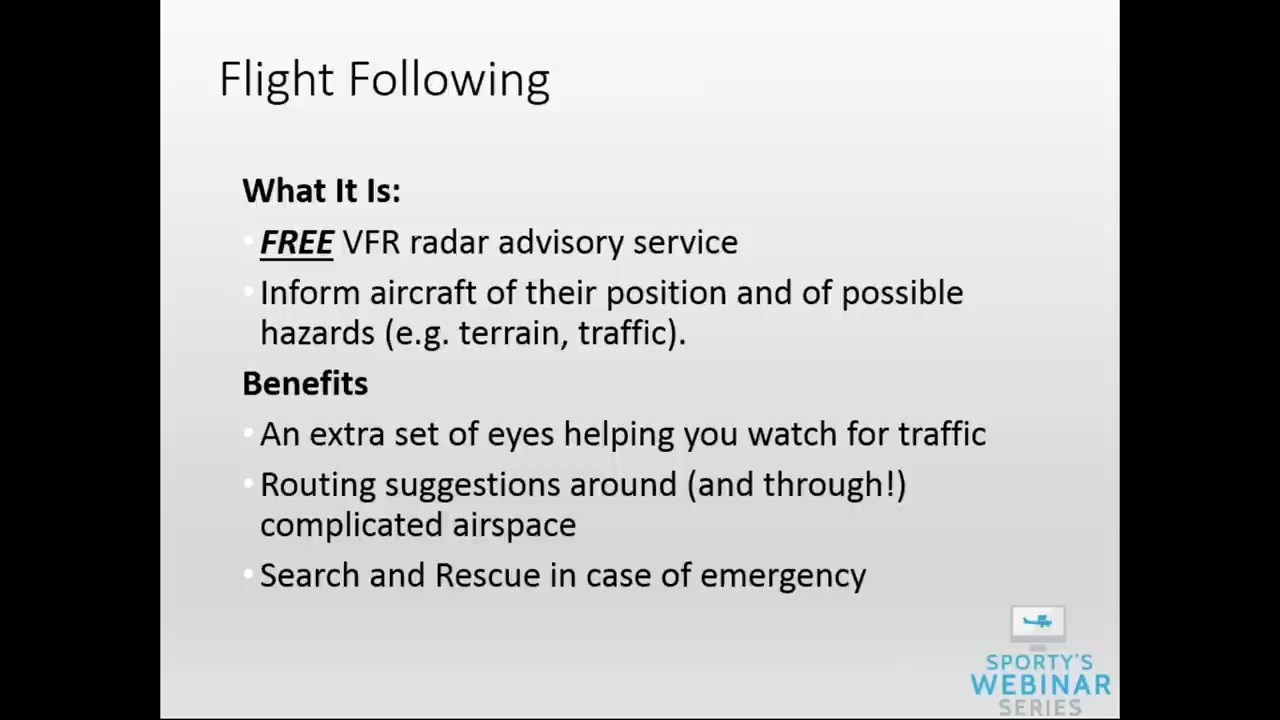 Flight Following
What It Is:
• FREE VFR radar advisory service
• Inform aircraft of their position and of possible
hazards (e.g. terrain, traffic).
Benefits
• An extra set of eyes helping you watch for traffic
• Routing suggestions around (and through!)
complicated airspace
• Search and Rescue in case of emergency
SPORTY'S
WEBINAR
SERIES